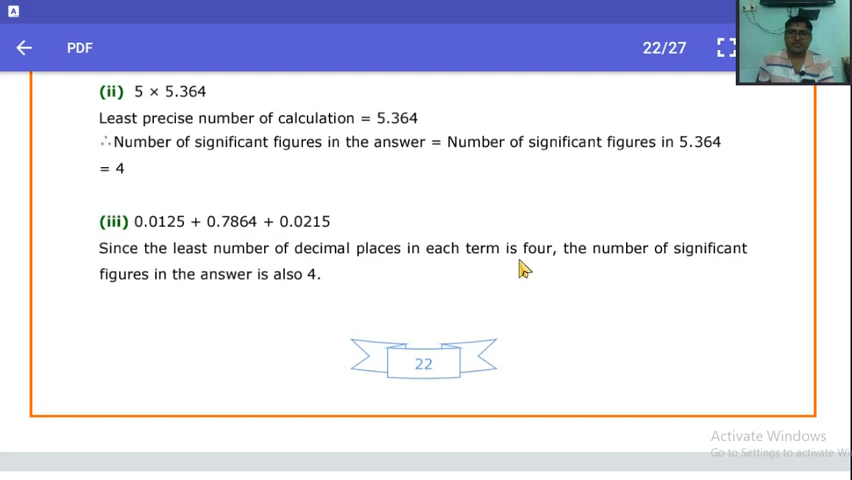 A
PDF
22/27
(ii) 5 × 5.364
Least precise number of calculation = 5.364
∴Number of significant figures in the answer = Number of significant figures in 5.364
= 4
(iii) 0.0125 + 0.7864 + 0.0215
Since the least number of decimal places in each term is four, the number of significant
figures in the answer is also 4.
22
Activate Windows
Go to Settings to activate W